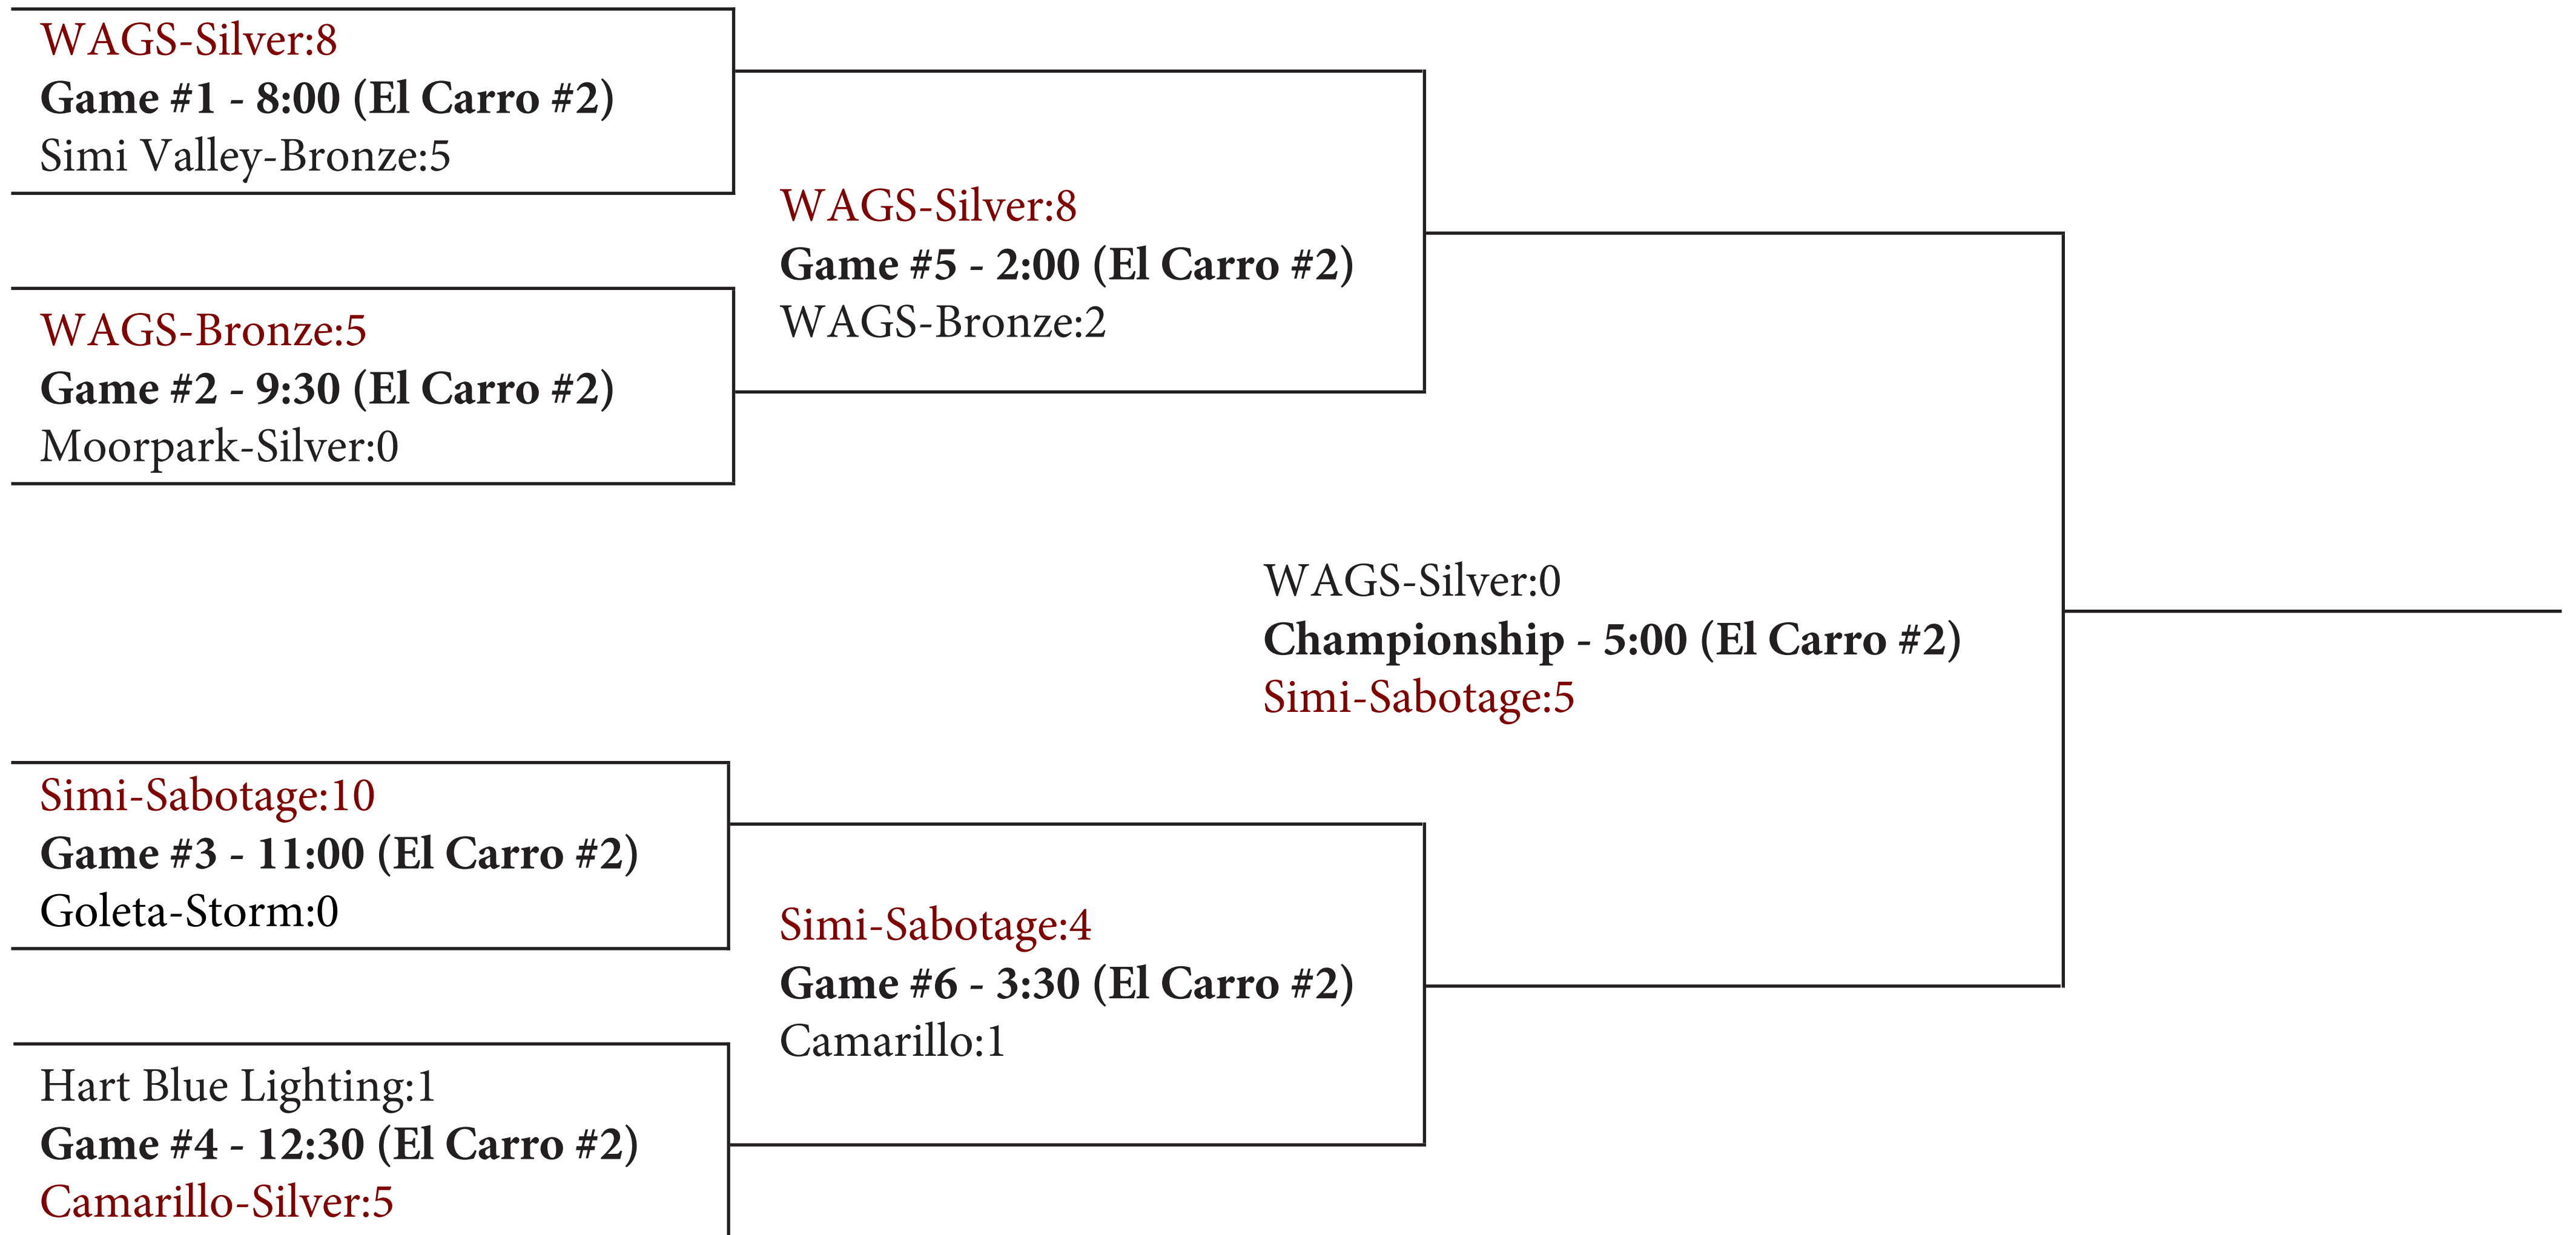 WAGS-Silver:8
Game #1 - 8:00 (El Carro #2)
Simi Valley-Bronze:5
WAGS-Bronze:5
Game #2 - 9:30 (El Carro #2)
Moorpark-Silver:0
WAGS-Silver:8
Game #5 - 2:00 (El Carro #2)
WAGS-Bronze:2
WAGS-Silver:0
Championship - 5:00 (El Carro #2)
Simi-Sabotage:5
Simi-Sabotage:10
Game #3 - 11:00 (El Carro #2)
Goleta-Storm:0
Simi-Sabotage:4
Game #6 - 3:30 (El Carro #2)
Camarillo:1
Hart Blue Lighting:1
Game #4 - 12:30 (El Carro #2)
Camarillo-Silver:5